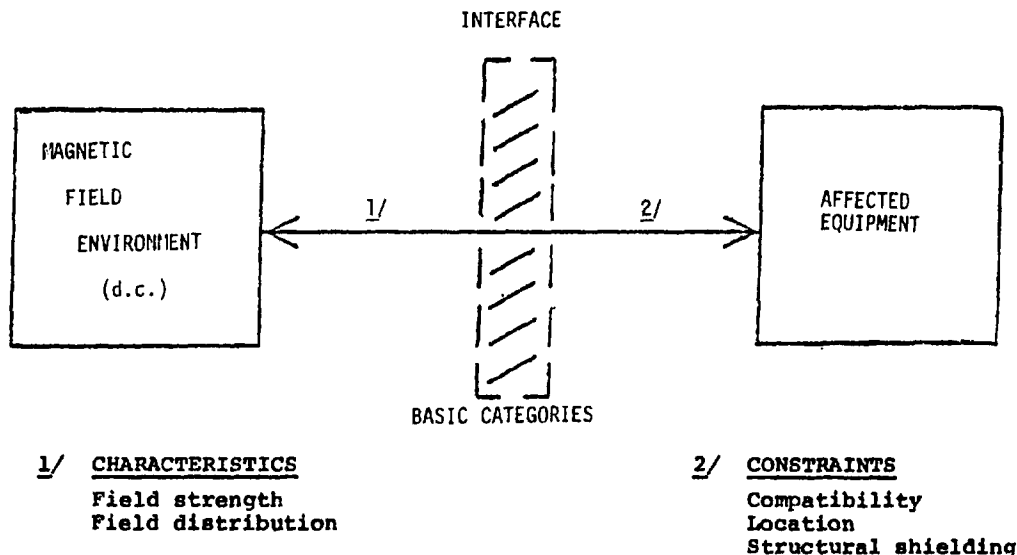 INTERFACE
MAGNETIC
FIELD
ENVIRONMENT
(d.c.)
1/
2/
AFFECTED
EQUIPMENT
BASIC CATEGORIES
1/ CHARACTERISTICS
Field strength
Field distribution
2/ CONSTRAINTS
Compatibility
Location
Structural shielding